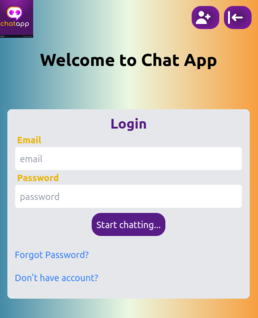 chatapp
Welcome to Chat App
Login
Email
email
Password
password
Start chatting...
Forgot Password?
Don't have account?